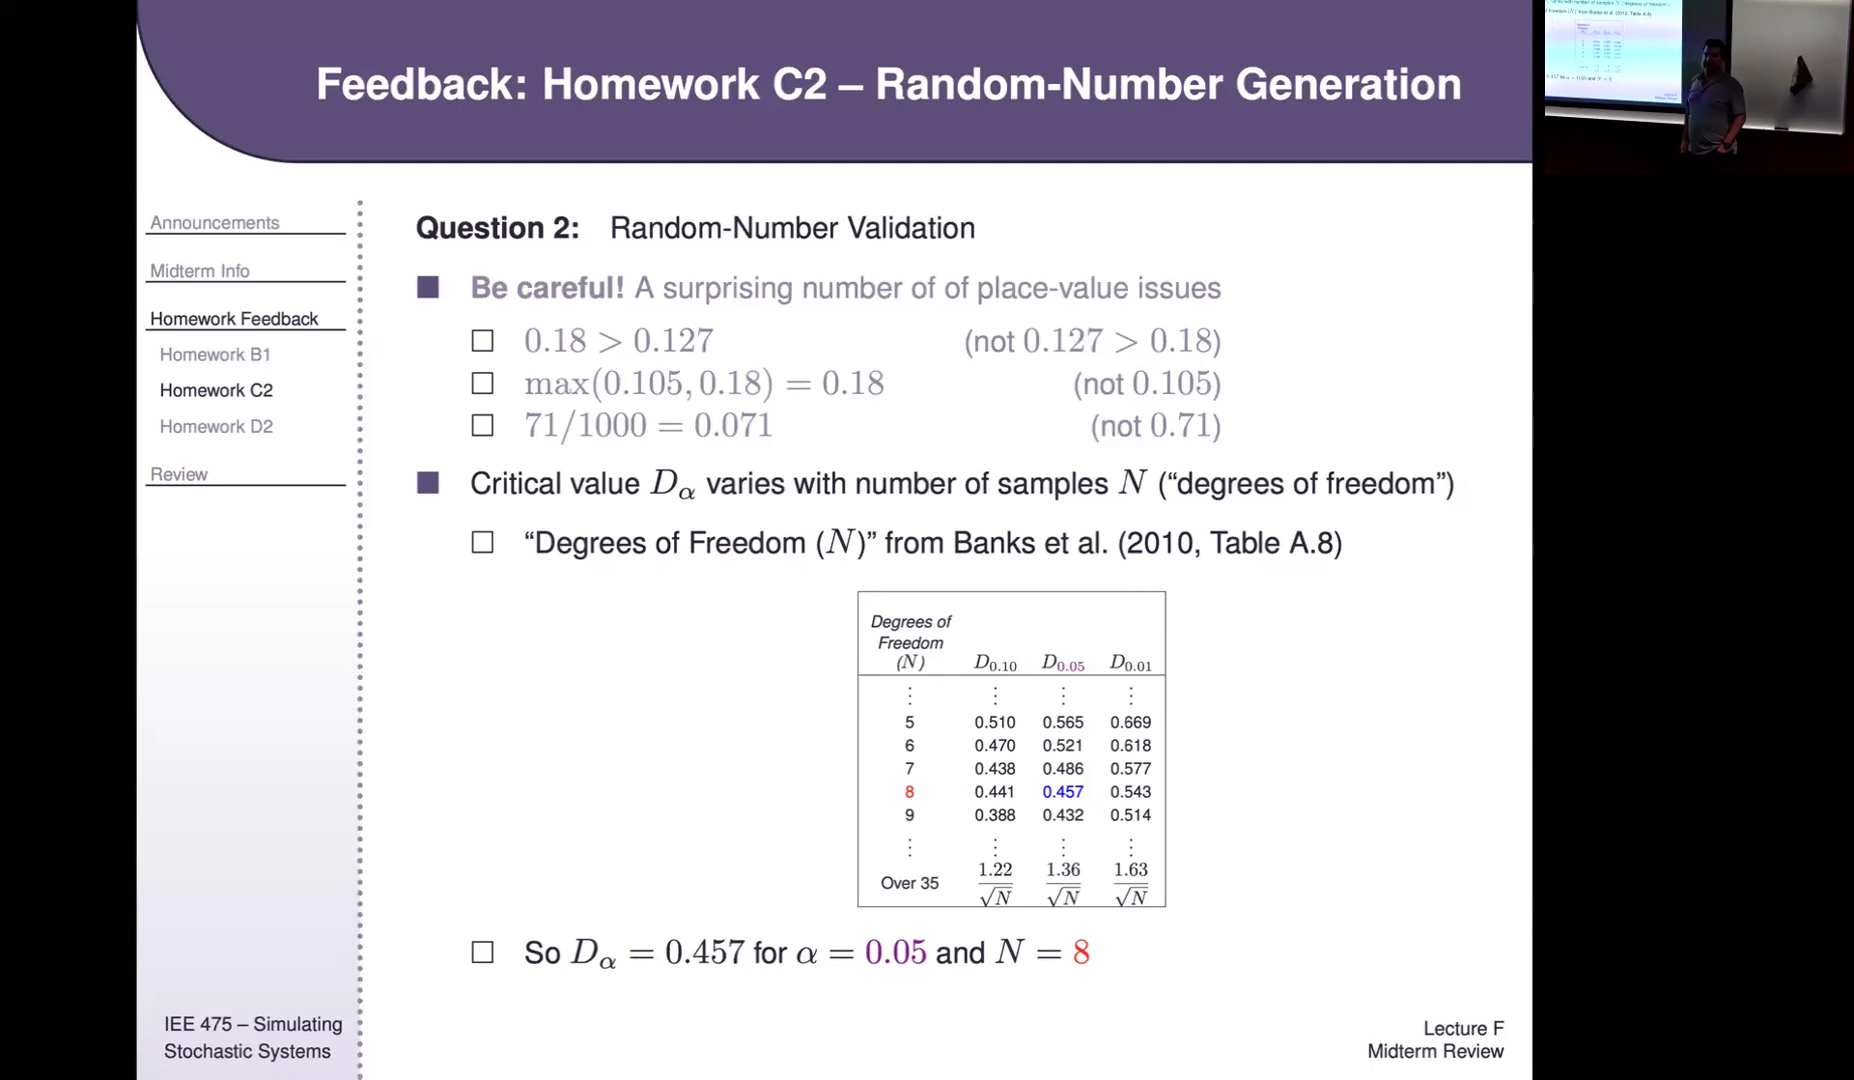 Feedback: Homework C2 – Random-Number Generation
Announcements
Midterm Info
Homework Feedback
Homework B1
Homework C2
Homework D2
Review
IEE 475 – Simulating
Stochastic Systems
Question 2: Random-Number Validation
Be careful! A surprising number of of place-value issues
0.18 > 0.127 (not 0.127 > 0.18)
max(0.105, 0.18) = 0.18 (not 0.105)
71/1000 = 0.071 (not 0.71)
Critical value Dα varies with number of samples N (“degrees of freedom”)
“Degrees of Freedom (N)” from Banks et al. (2010, Table A.8)
Degrees of
Freedom
(N) D0.10 D0.05 D0.01
⋮ ⋮ ⋮ ⋮
5 0.510 0.565 0.669
6 0.470 0.521 0.618
7 0.438 0.486 0.577
8 0.441 0.457 0.543
9 0.388 0.432 0.514
⋮ ⋮ ⋮ ⋮
Over 35 1.22/√N 1.36/√N 1.63/√N
So Dα = 0.457 for α = 0.05 and N = 8
Lecture F
Midterm Review